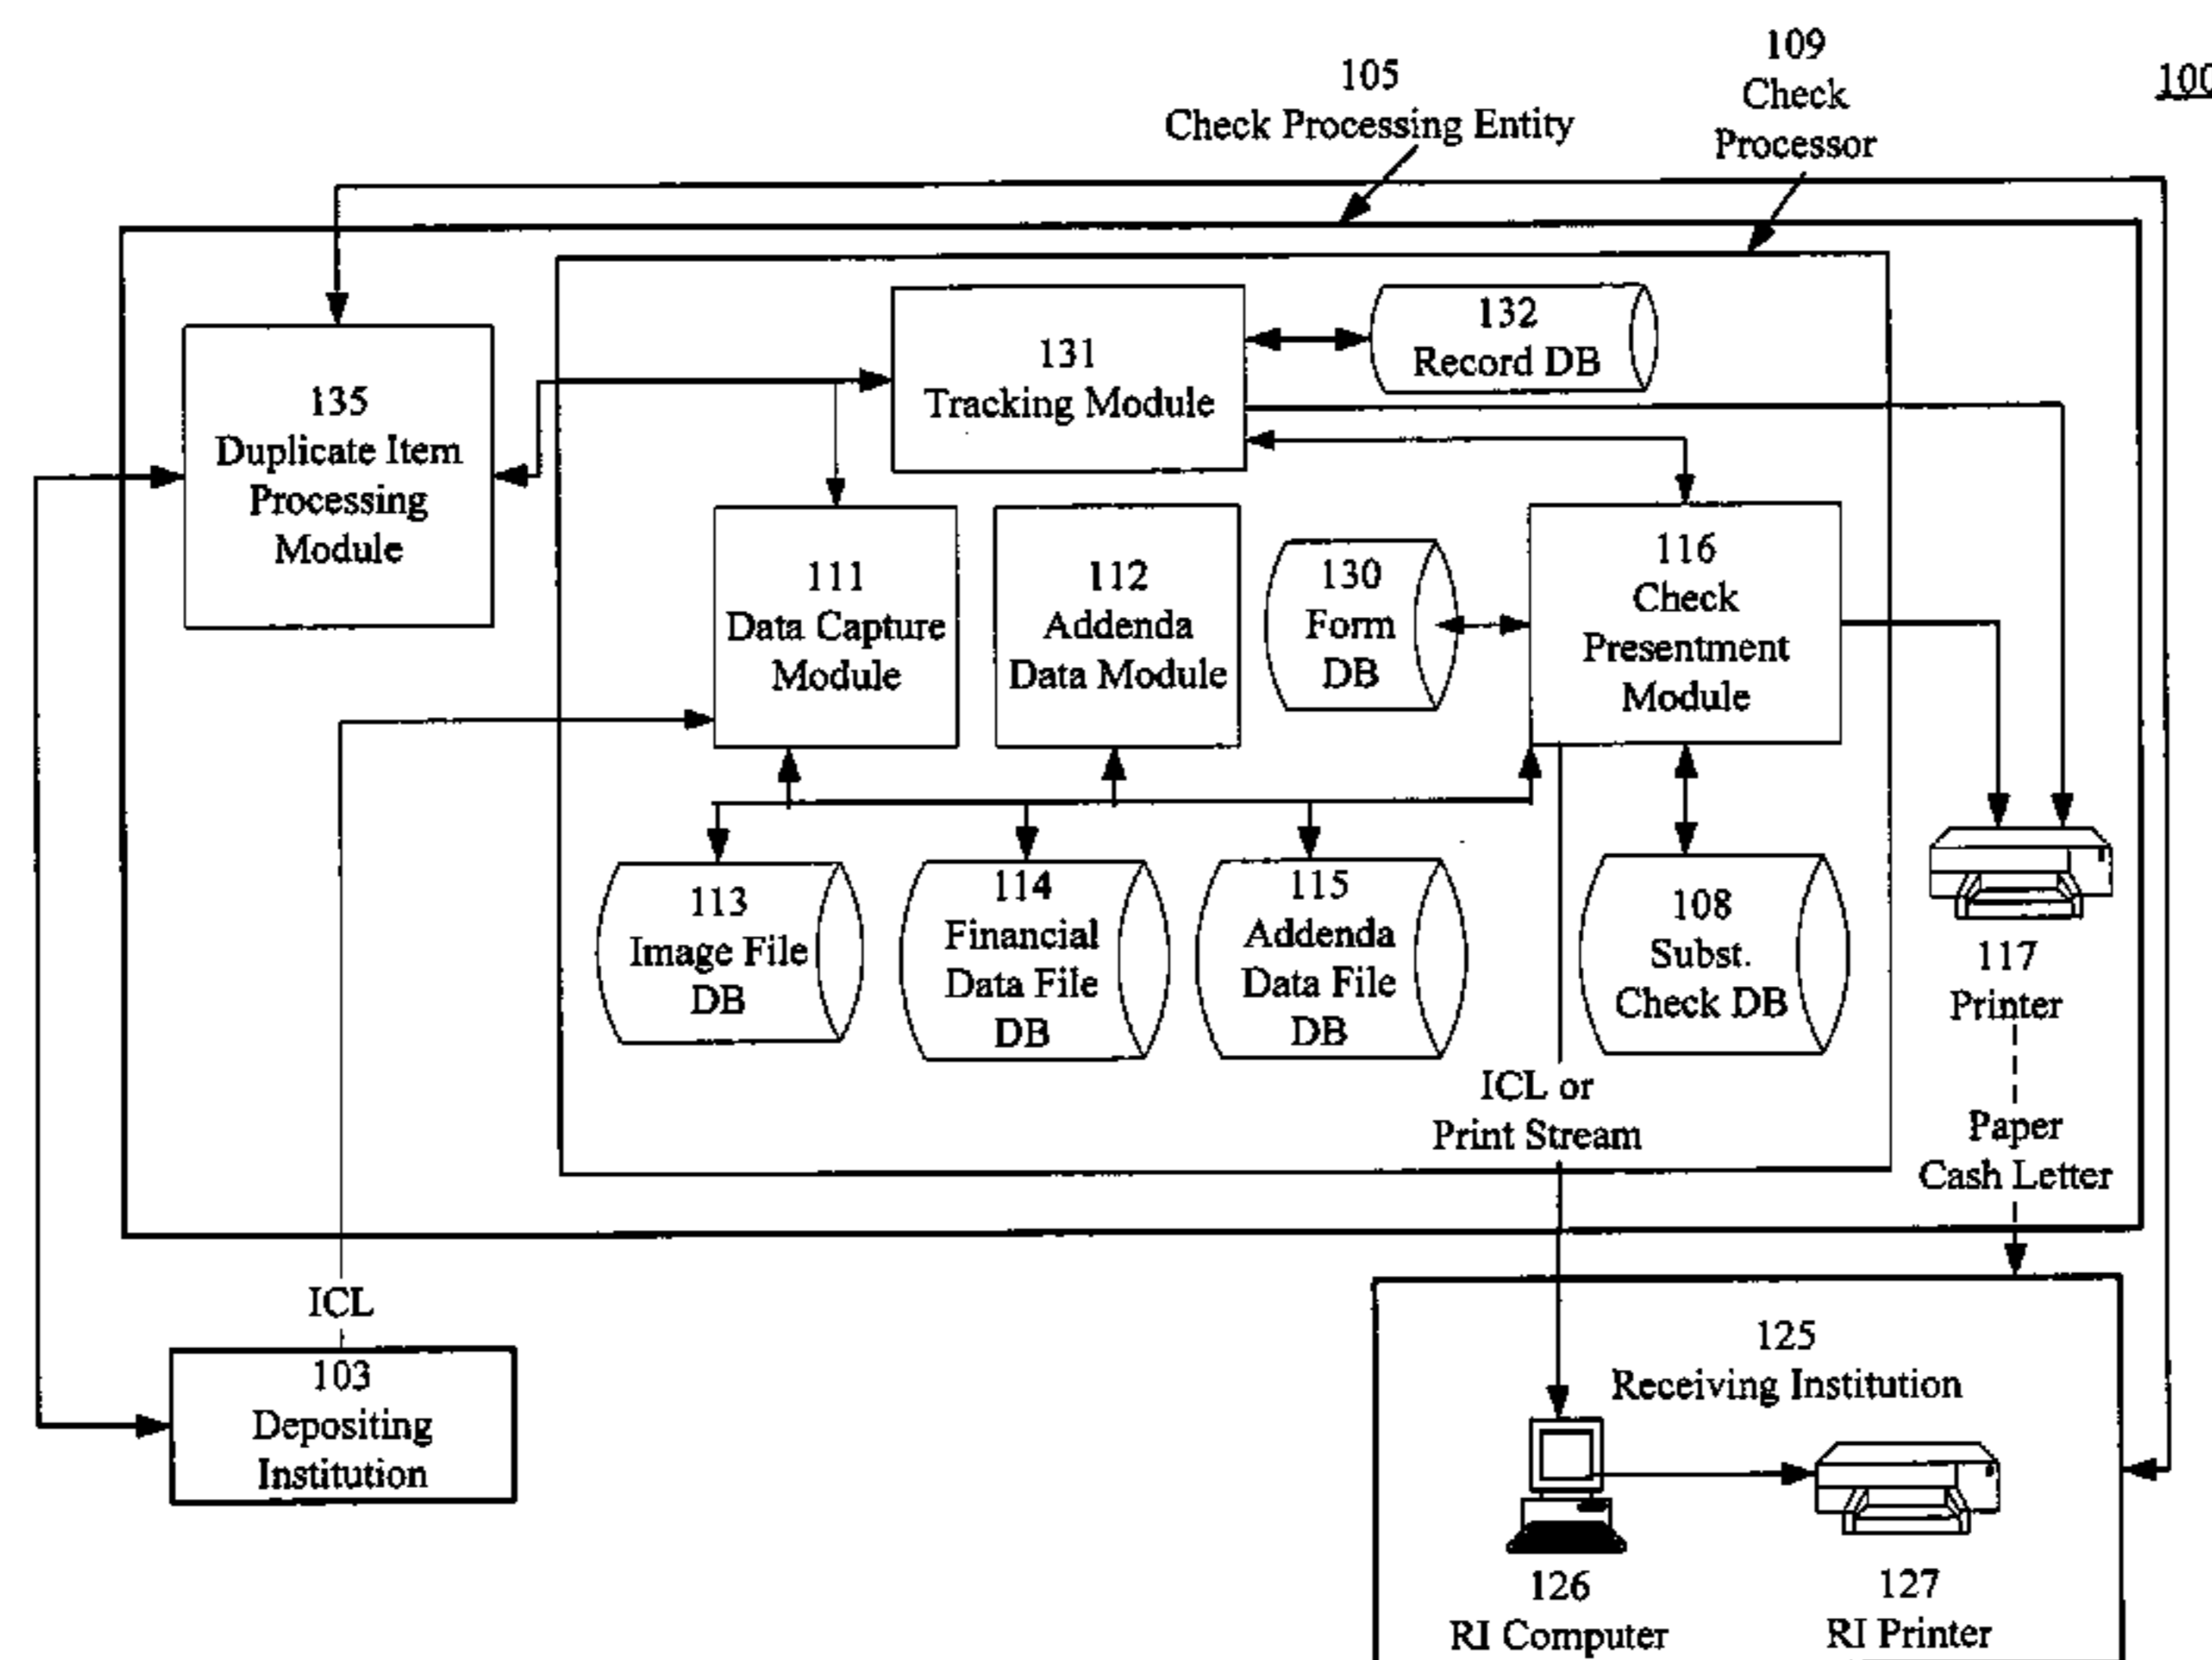 100
105
Check Processing Entity
109
Check
Processor
135
Duplicate Item
Processing
Module
131
Tracking Module
132
Record DB
111
Data Capture
Module
112
Addenda
Data Module
130
Form
DB
116
Check
Presentment
Module
113
Image File
DB
114
Financial
Data File
DB
115
Addenda
Data File
DB
108
Subst.
Check DB
117
Printer
ICL or
Print Stream
Paper
Cash Letter
ICL
103
Depositing
Institution
125
Receiving Institution
126
RI Computer
127
RI Printer